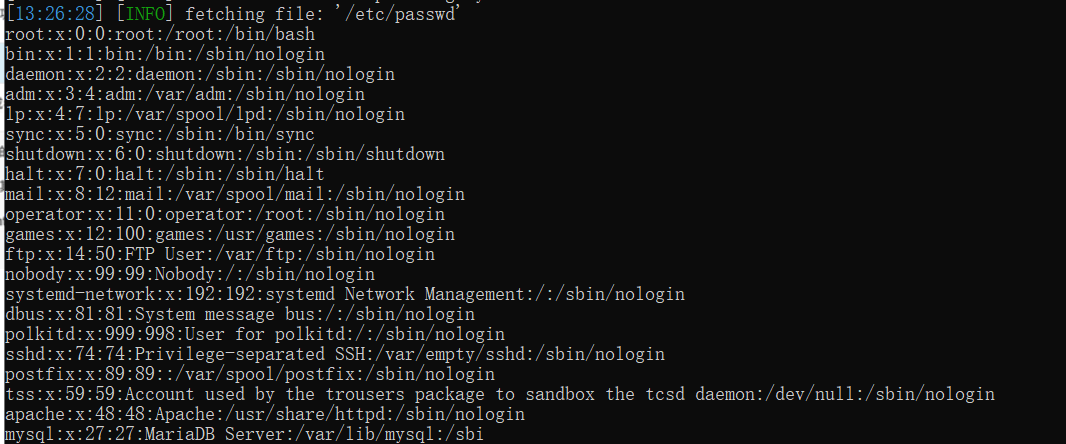 [13:26:28] [INFO] fetching file: '/etc/passwd'
root:x:0:0:root:/root:/bin/bash
bin:x:1:1:bin:/bin:/sbin/nologin
daemon:x:2:2:daemon:/sbin:/sbin/nologin
adm:x:3:4:adm:/var/adm:/sbin/nologin
lp:x:4:7:lp:/var/spool/lpd:/sbin/nologin
sync:x:5:0:sync:/sbin:/bin/sync
shutdown:x:6:0:shutdown:/sbin:/sbin/shutdown
halt:x:7:0:halt:/sbin:/sbin/halt
mail:x:8:12:mail:/var/spool/mail:/sbin/nologin
operator:x:11:0:operator:/root:/sbin/nologin
games:x:12:100:games:/usr/games:/sbin/nologin
ftp:x:14:50:FTP User:/var/ftp:/sbin/nologin
nobody:x:99:99:Nobody:/:/sbin/nologin
systemd-network:x:192:192:systemd Network Management:/:/sbin/nologin
dbus:x:81:81:System message bus:/:/sbin/nologin
polkitd:x:999:998:User for polkitd:/:/sbin/nologin
sshd:x:74:74:Privilege-separated SSH:/var/empty/sshd:/sbin/nologin
postfix:x:89:89::/var/spool/postfix:/sbin/nologin
tss:x:59:59:Account used by the trousers package to sandbox the tcsd daemon:/dev/null:/sbin/nologin
apache:x:48:48:Apache:/usr/share/httpd:/sbin/nologin
mysql:x:27:27:MariaDB Server:/var/lib/mysql:/sbi